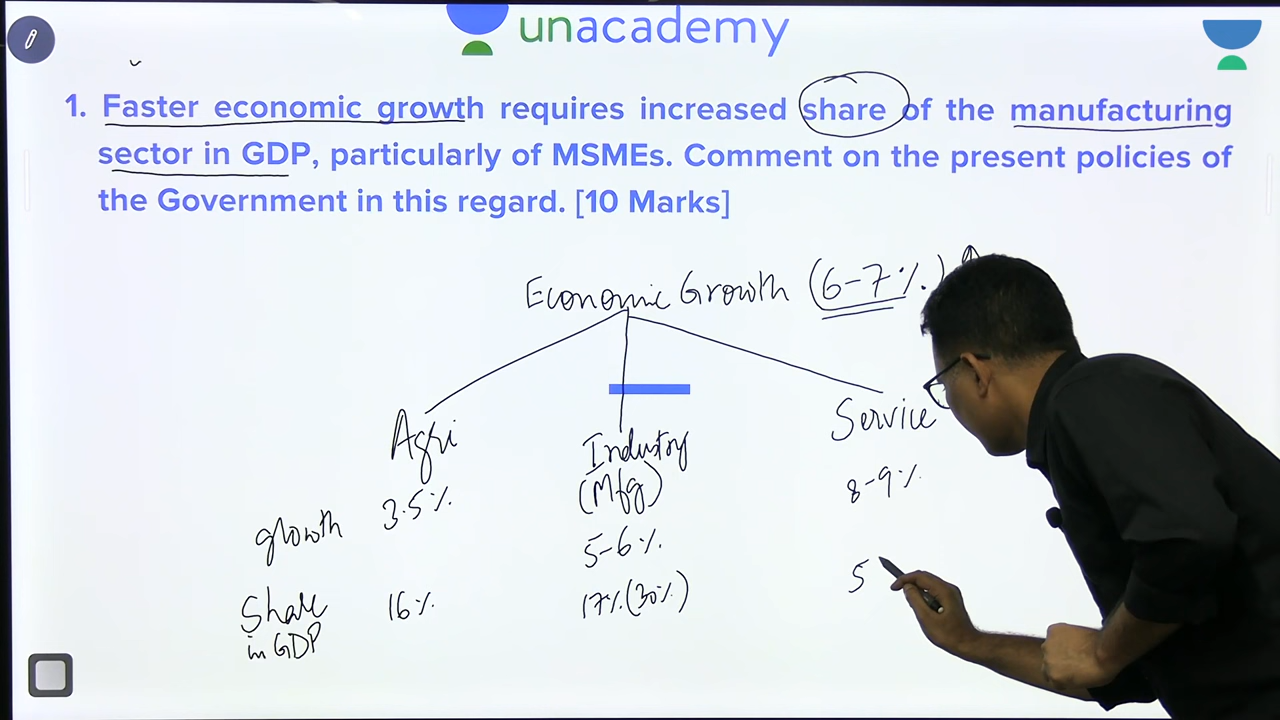 unacademy
1. Faster economic growth requires increased share of the manufacturing
sector in GDP, particularly of MSMEs. Comment on the present policies of
the Government in this regard. [10 Marks]
Economic Growth (6-7%.)
Agri Industry Service
(Mfg)
growth 3.5% 5-6% 8-9%
Share 16% 17%(30%) 5
in GDP